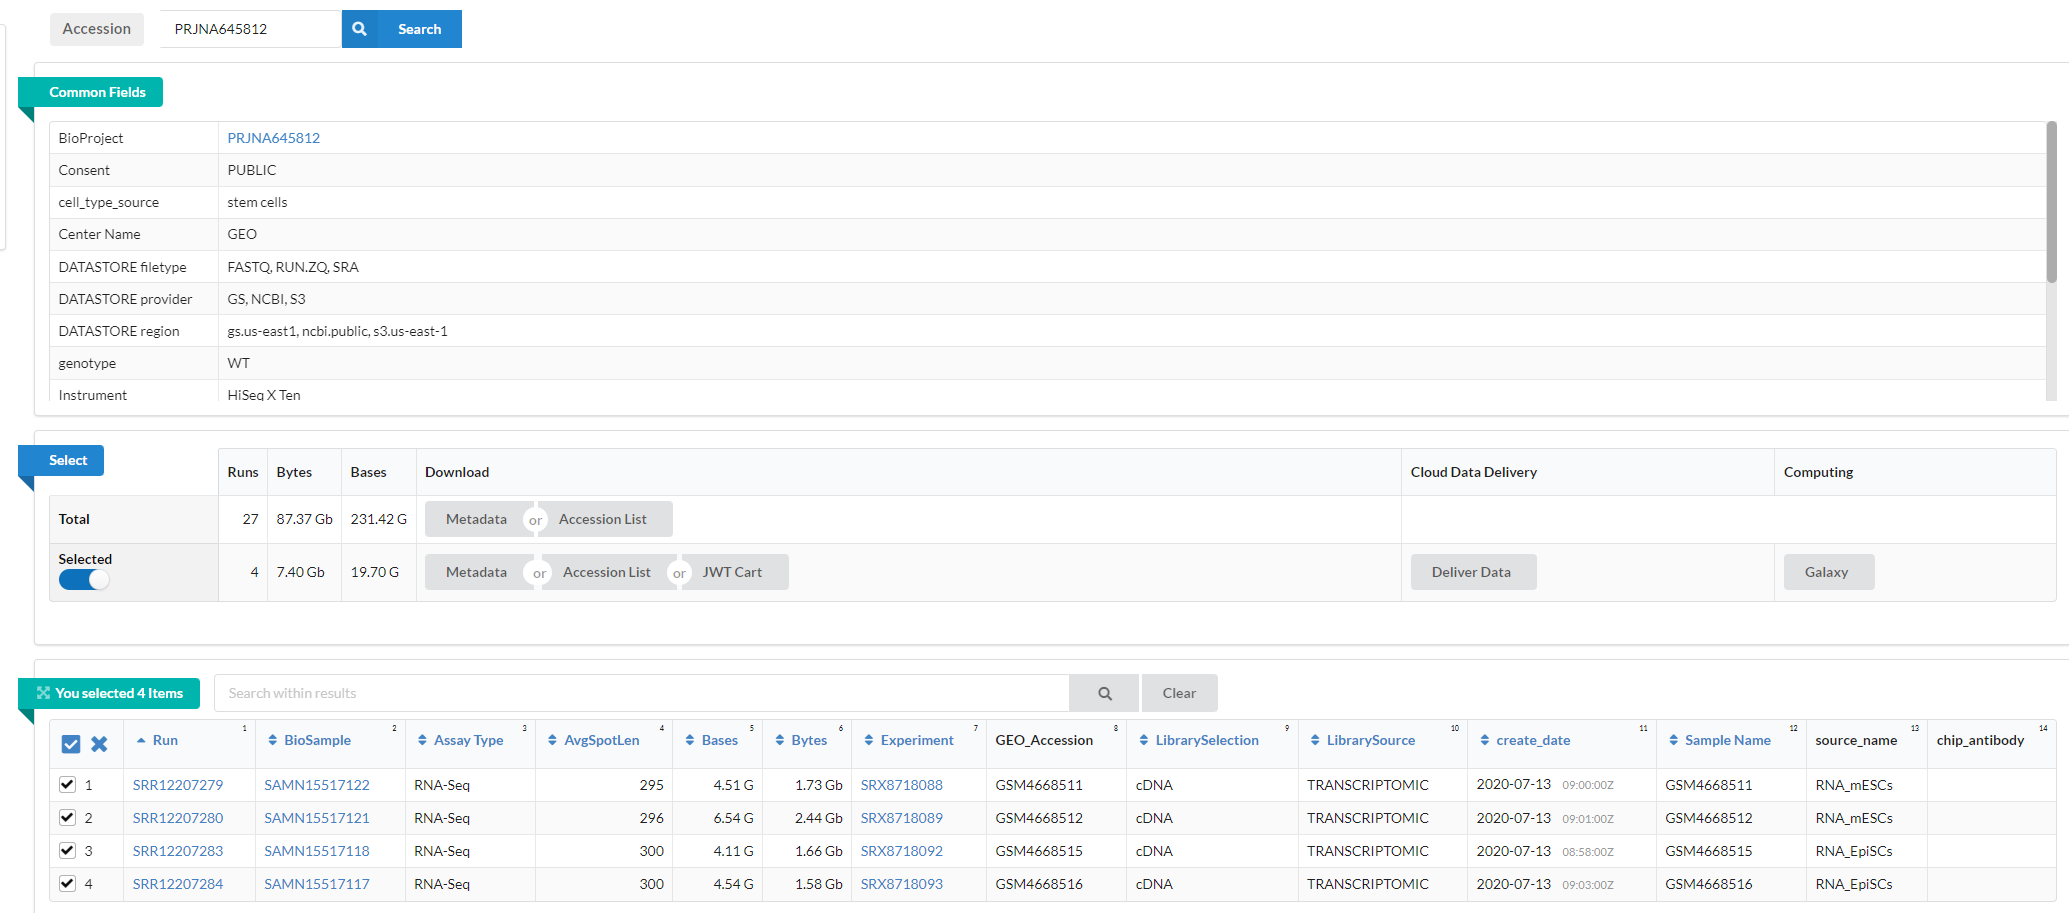 Accession PRJNA645812 Search
Common Fields
BioProject PRJNA645812
Consent PUBLIC
cell_type_source stem cells
Center Name GEO
DATASTORE filetype FASTQ, RUN.ZQ, SRA
DATASTORE provider GS, NCBI, S3
DATASTORE region gs.us-east1, ncbi.public, s3.us-east-1
genotype WT
Instrument HiSeq X Ten
Select Runs Bytes Bases Download Cloud Data Delivery Computing
Total 27 87.37 Gb 231.42 G Metadata or Accession List
Selected 4 7.40 Gb 19.70 G Metadata or Accession List or JWT Cart Deliver Data Galaxy
You selected 4 Items Search within results Clear
Run 1 BioSample 2 Assay Type 3 AvgSpotLen 4 Bases 5 Bytes 6 Experiment 7 GEO_Accession 8 LibrarySelection 9 LibrarySource 10 create_date 11 Sample Name 12 source_name 13 chip_antibody 14
1 SRR12207279 SAMN15517122 RNA-Seq 295 4.51 G 1.73 Gb SRX8718088 GSM4668511 cDNA TRANSCRIPTOMIC 2020-07-13 09:00:00Z GSM4668511 RNA_mESCs
2 SRR12207280 SAMN15517121 RNA-Seq 296 6.54 G 2.44 Gb SRX8718089 GSM4668512 cDNA TRANSCRIPTOMIC 2020-07-13 09:01:00Z GSM4668512 RNA_mESCs
3 SRR12207283 SAMN15517118 RNA-Seq 300 4.11 G 1.66 Gb SRX8718092 GSM4668515 cDNA TRANSCRIPTOMIC 2020-07-13 08:58:00Z GSM4668515 RNA_EpiSCs
4 SRR12207284 SAMN15517117 RNA-Seq 300 4.54 G 1.58 Gb SRX8718093 GSM4668516 cDNA TRANSCRIPTOMIC 2020-07-13 09:03:00Z GSM4668516 RNA_EpiSCs